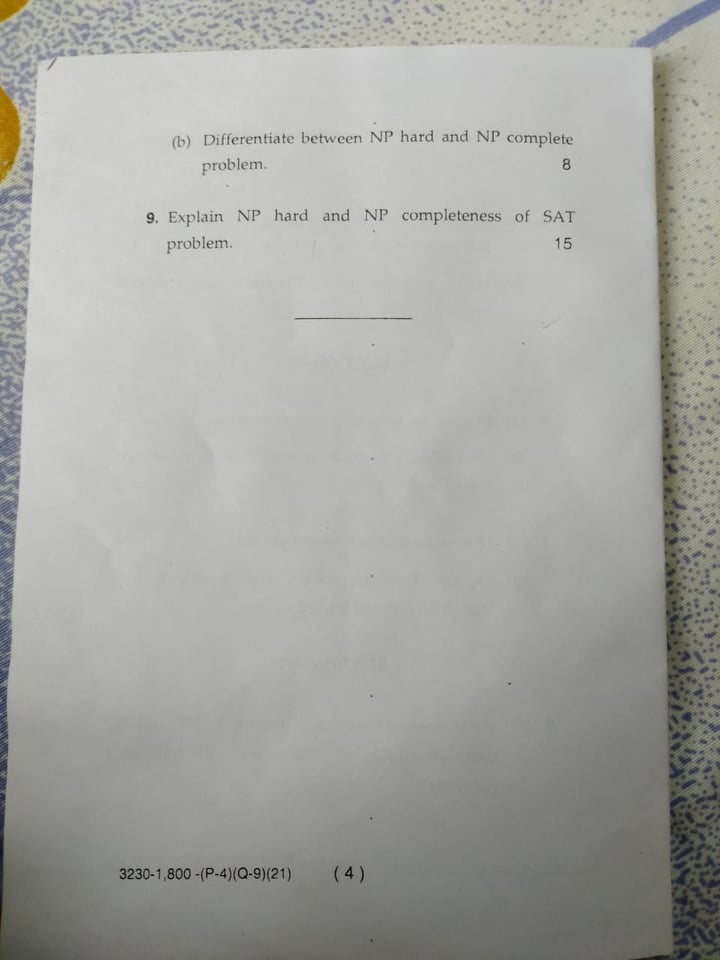 (b) Differentiate between NP hard and NP complete
problem. 8
9. Explain NP hard and NP completeness of SAT
problem. 15
3230-1,800 -(P-4)(Q-9)(21) ( 4 )